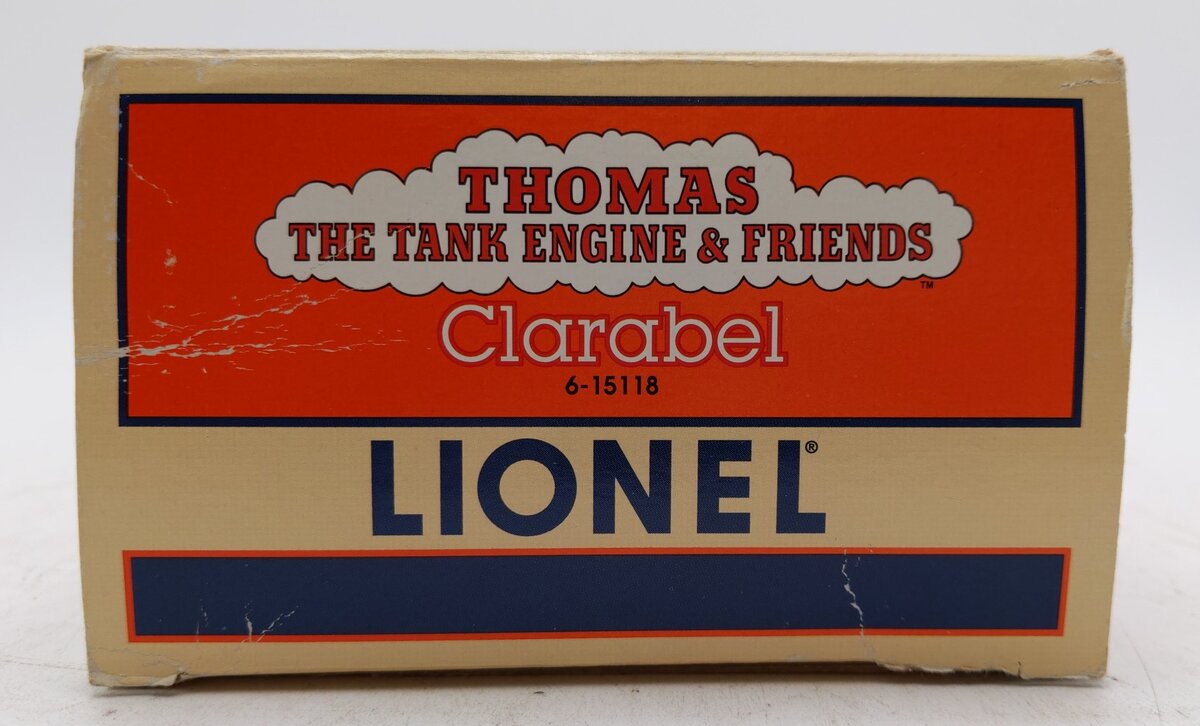 THOMAS
THE TANK ENGINE & FRIENDS
™
Clarabel
6-15118
LIONEL®